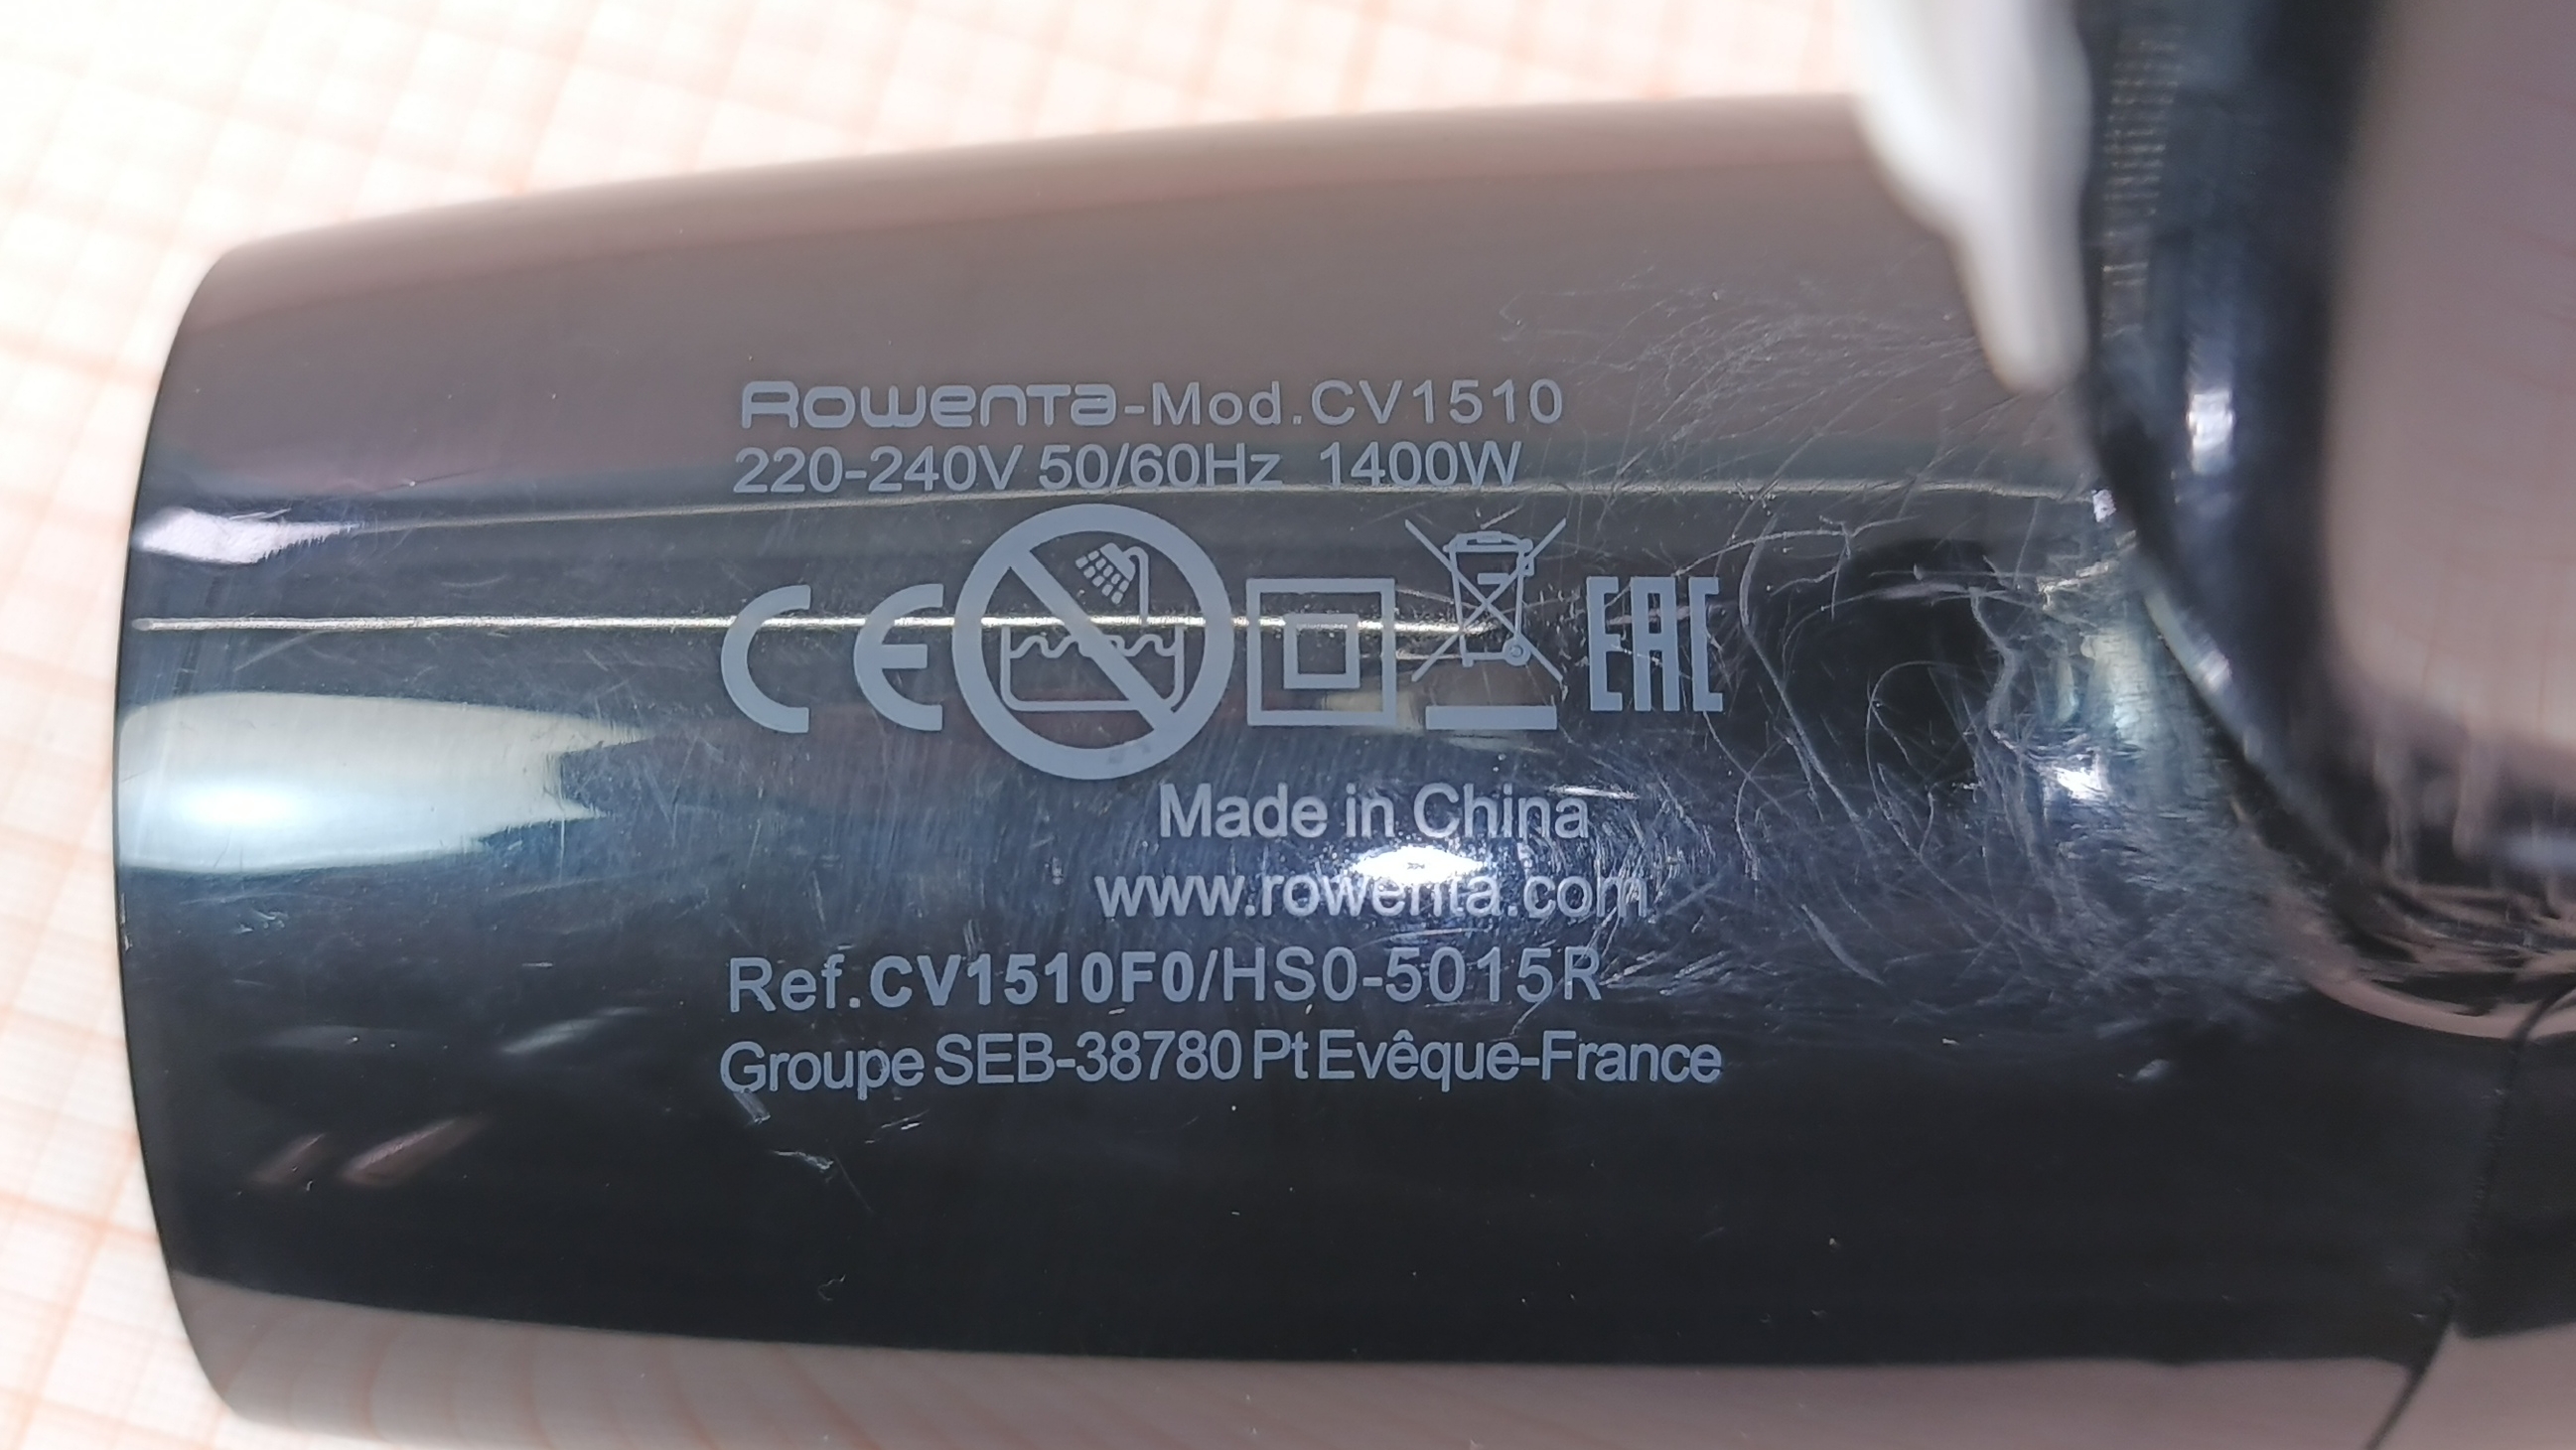 Rowenta-Mod.CV1510
220-240V 50/60Hz 1400W
CE EAC
Made in China
www.rowenta.com
Ref.CV1510F0/HS0-5015R
Groupe SEB-38780 Pt Evêque-France